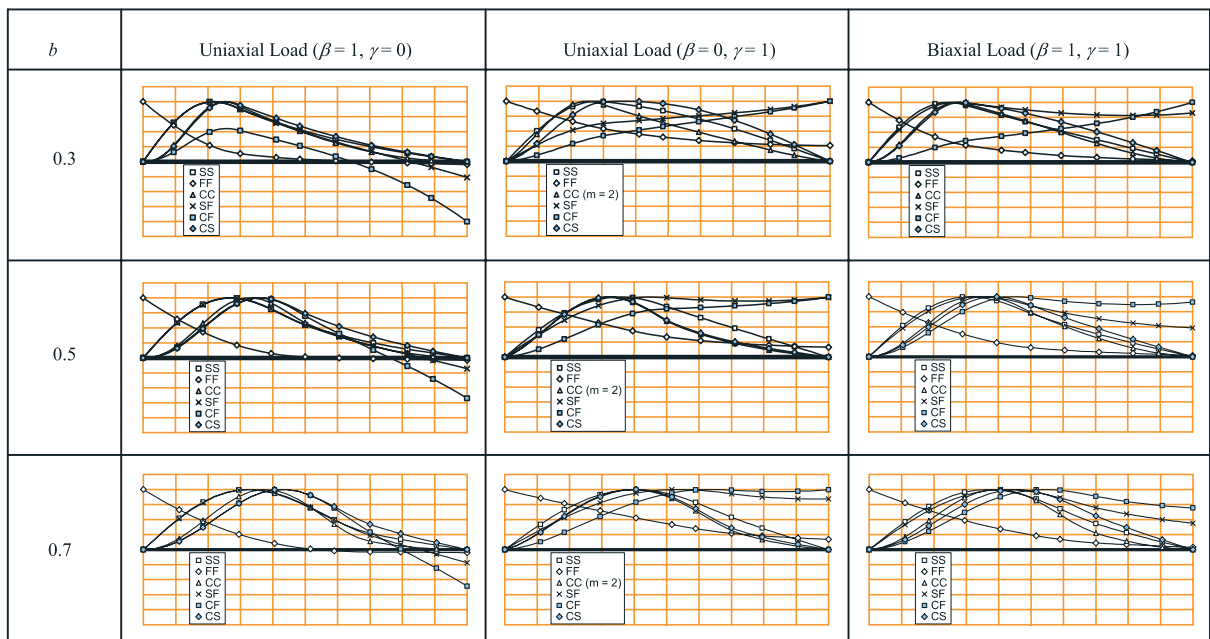 b
Uniaxial Load (β = 1, γ = 0)
Uniaxial Load (β = 0, γ = 1)
Biaxial Load (β = 1, γ = 1)
0.3
SS
FF
CC
SF
CF
CS
SS
FF
CC (m = 2)
SF
CF
CS
SS
FF
CC
SF
CF
CS
0.5
SS
FF
CC
SF
CF
CS
SS
FF
CC (m = 2)
SF
CF
CS
SS
FF
CC
SF
CF
CS
0.7
SS
FF
CC
SF
CF
CS
SS
FF
CC (m = 2)
SF
CF
CS
SS
FF
CC
SF
CF
CS